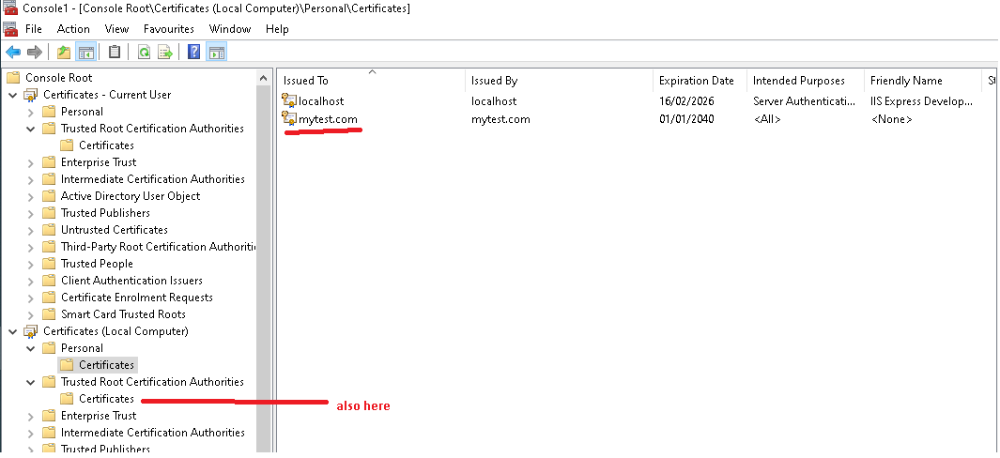 Console1 - [Console Root\Certificates (Local Computer)\Personal\Certificates]
File Action View Favourites Window Help
Console Root
Certificates - Current User
Personal
Trusted Root Certification Authorities
Certificates
Enterprise Trust
Intermediate Certification Authorities
Active Directory User Object
Trusted Publishers
Untrusted Certificates
Third-Party Root Certification Authoriti
Trusted People
Client Authentication Issuers
Certificate Enrolment Requests
Smart Card Trusted Roots
Certificates (Local Computer)
Personal
Certificates
Trusted Root Certification Authorities
Certificates
also here
Enterprise Trust
Intermediate Certification Authorities
Trusted Publishers
Issued To Issued By Expiration Date Intended Purposes Friendly Name St
localhost localhost 16/02/2026 Server Authenticati... IIS Express Develop...
mytest.com mytest.com 01/01/2040 <All> <None>